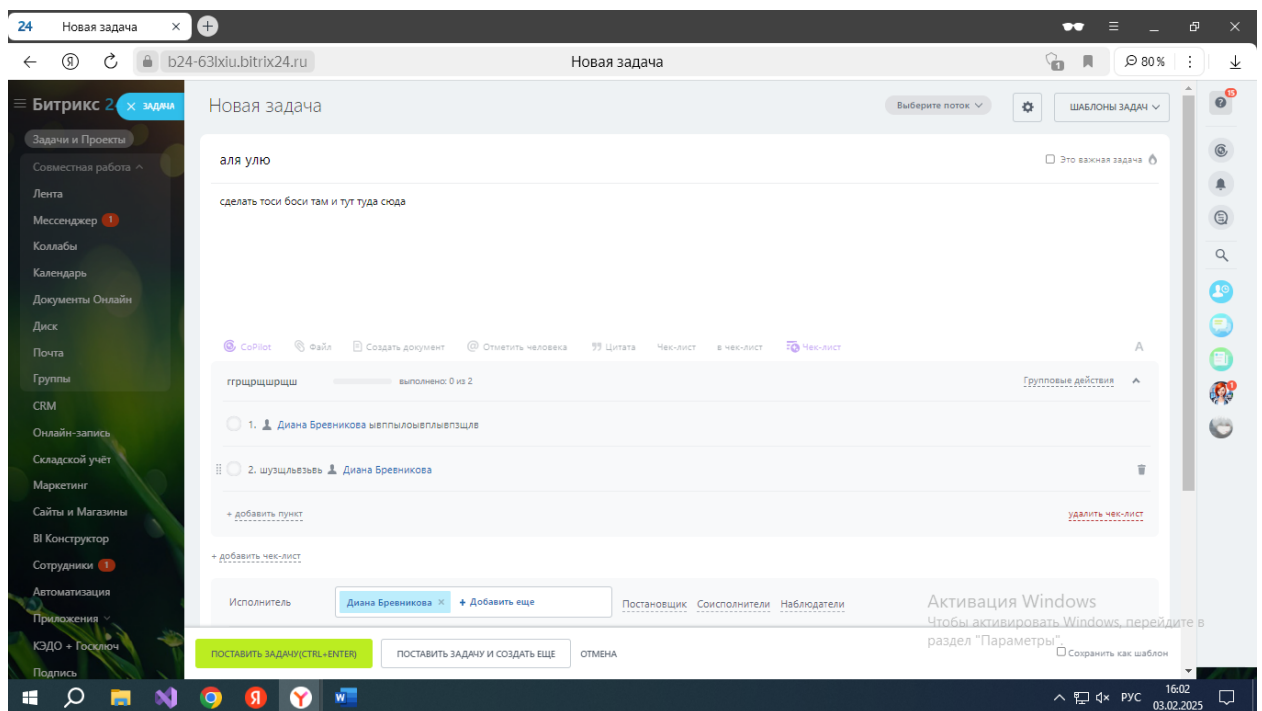 24 Новая задача
b24-63lxiu.bitrix24.ru Новая задача 80 %
Битрикс 2 × ЗАДАЧА
Новая задача Выберите поток ШАБЛОНЫ ЗАДАЧ 15
Задачи и Проекты
Совместная работа
Лента
Мессенджер 1
Коллабы
Календарь
Документы Онлайн
Диск
Почта
Группы
CRM
Онлайн-запись
Складской учёт
Маркетинг
Сайты и Магазины
BI Конструктор
Сотрудники 1
Автоматизация
Приложения
КЭДО + Госключ
Подпись
аля улю Это важная задача
сделать тоси боси там и тут туда сюда
CoPilot Файл Создать документ Отметить человека Цитата Чек-лист в чек-лист Чек-лист A
ггрщрщшрщш выполнено: 0 из 2 Групповые действия
1. Диана Бревникова ывппылоывплывпзщлв
2. шузщльвзьвь Диана Бревникова
+ добавить пункт удалить чек-лист
+ добавить чек-лист
Исполнитель Диана Бревникова × + Добавить еще Постановщик Соисполнители Наблюдатели
Активация Windows
Чтобы активировать Windows, перейдите в
раздел "Параметры".
ПОСТАВИТЬ ЗАДАЧУ(CTRL+ENTER) ПОСТАВИТЬ ЗАДАЧУ И СОЗДАТЬ ЕЩЕ ОТМЕНА Сохранить как шаблон
РУС 16:02
03.02.2025